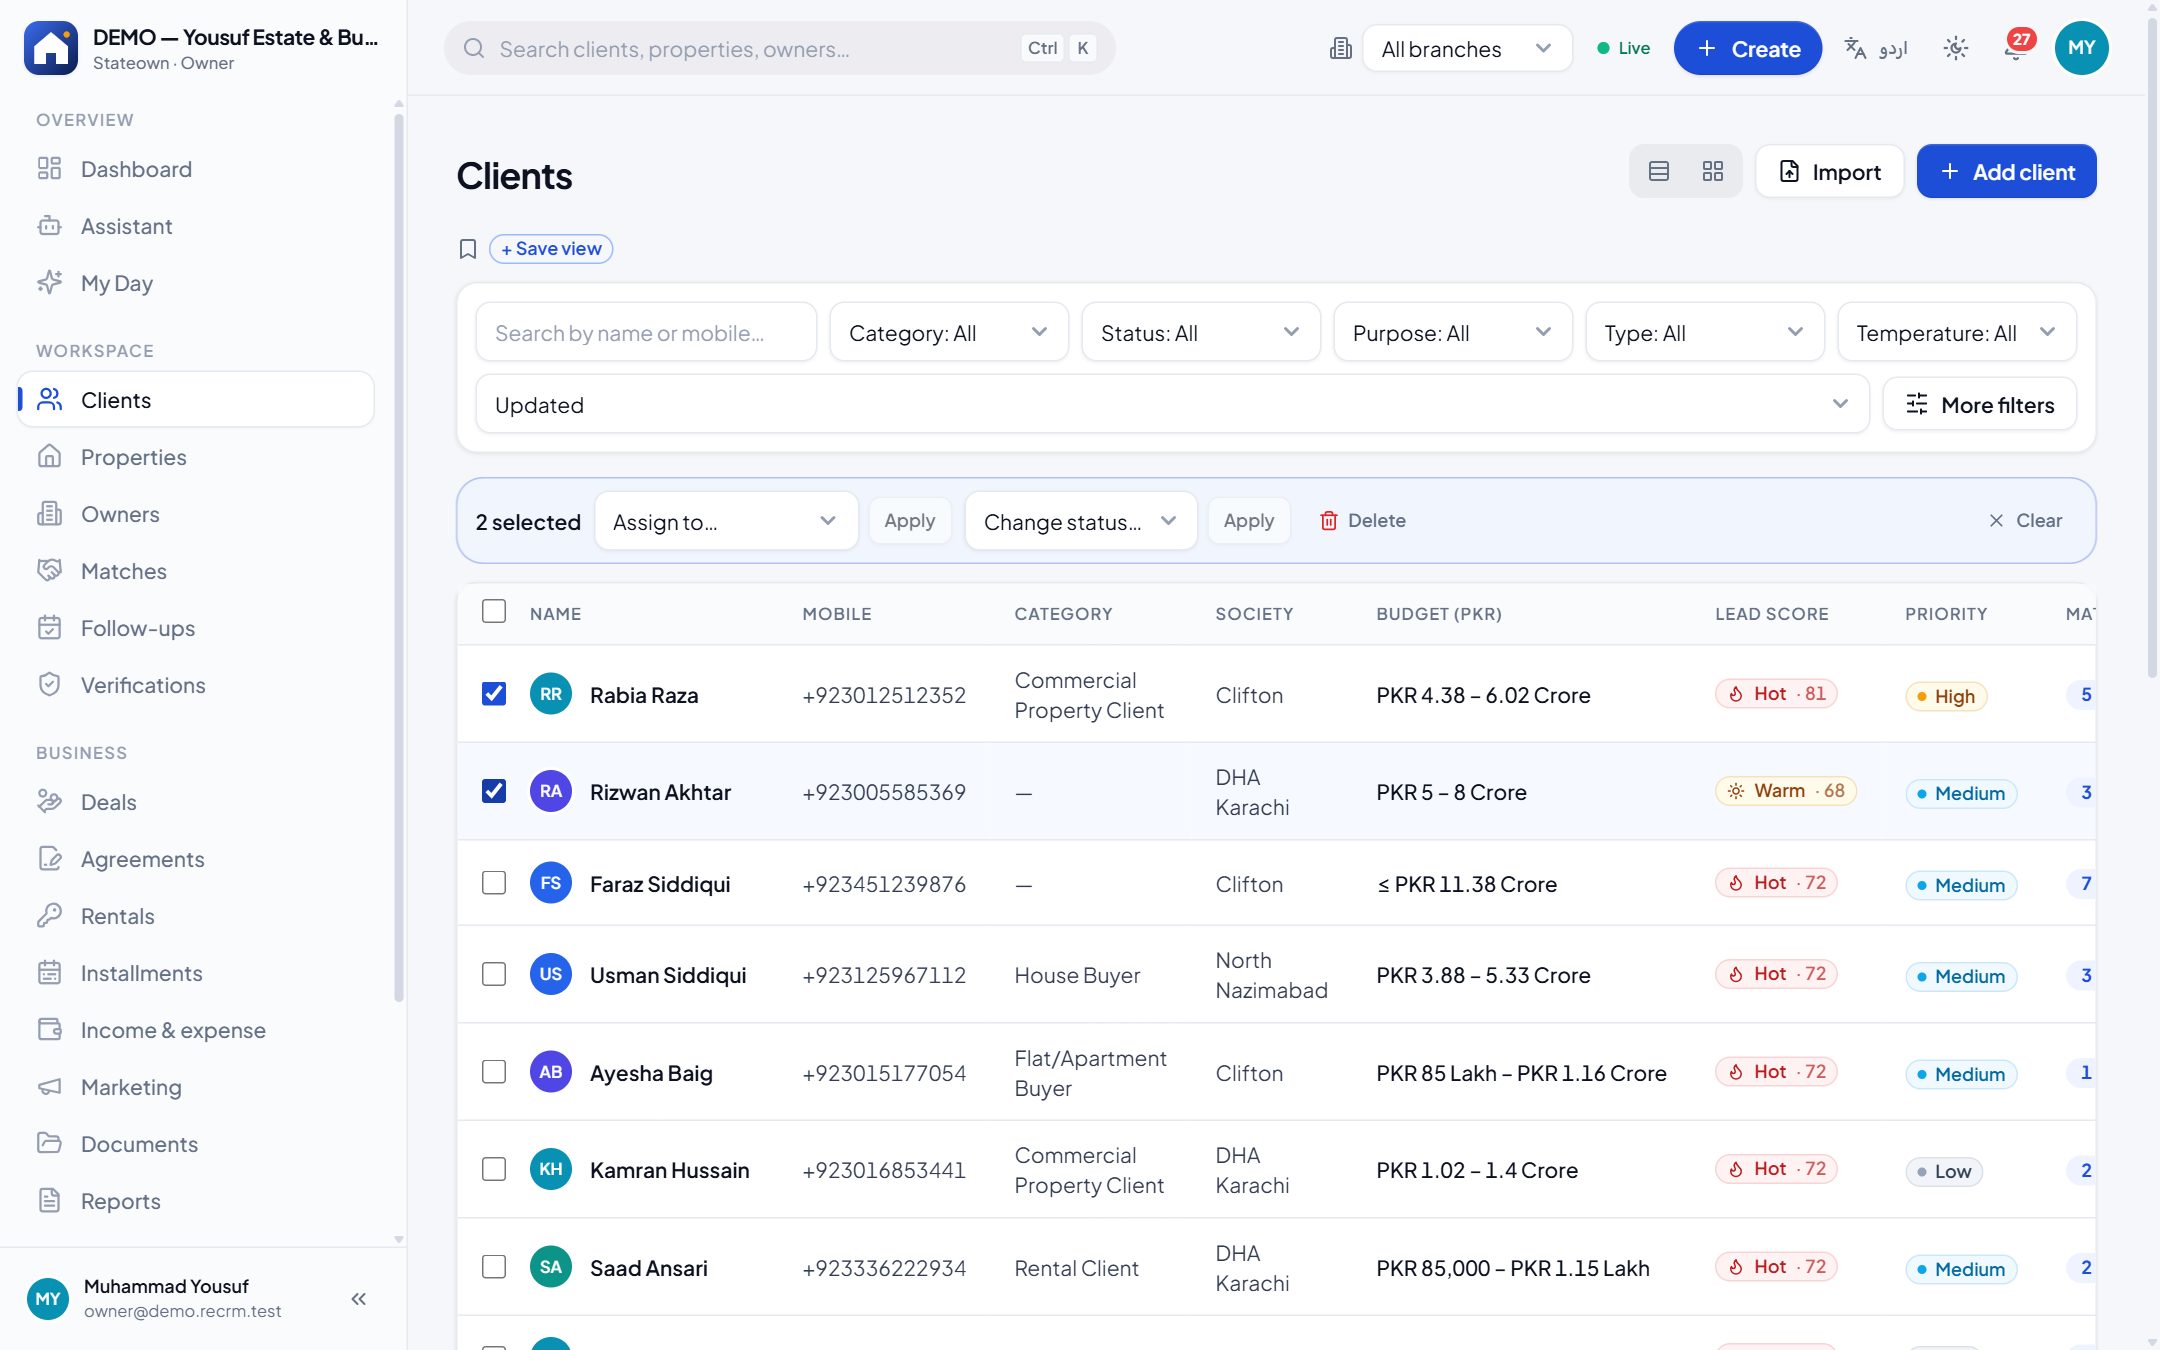 DEMO — Yousuf Estate & Bu...
Stateown · Owner
Search clients, properties, owners...
Ctrl K
All branches
Live
+ Create
اردو
27
MY
OVERVIEW
Dashboard
Assistant
My Day
WORKSPACE
Clients
Properties
Owners
Matches
Follow-ups
Verifications
BUSINESS
Deals
Agreements
Rentals
Installments
Income & expense
Marketing
Documents
Reports
MY
Muhammad Yousuf
owner@demo.recrm.test
Clients
Import
+ Add client
+ Save view
Search by name or mobile...
Category: All
Status: All
Purpose: All
Type: All
Temperature: All
Updated
More filters
2 selected
Assign to...
Apply
Change status...
Apply
Delete
Clear
NAME MOBILE CATEGORY SOCIETY BUDGET (PKR) LEAD SCORE PRIORITY MAT
RR Rabia Raza +923012512352 Commercial Property Client Clifton PKR 4.38 – 6.02 Crore Hot · 81 High 5
RA Rizwan Akhtar +923005585369 — DHA Karachi PKR 5 – 8 Crore Warm · 68 Medium 3
FS Faraz Siddiqui +923451239876 — Clifton ≤ PKR 11.38 Crore Hot · 72 Medium 7
US Usman Siddiqui +923125967112 House Buyer North Nazimabad PKR 3.88 – 5.33 Crore Hot · 72 Medium 3
AB Ayesha Baig +923015177054 Flat/Apartment Buyer Clifton PKR 85 Lakh – PKR 1.16 Crore Hot · 72 Medium 1
KH Kamran Hussain +923016853441 Commercial Property Client DHA Karachi PKR 1.02 – 1.4 Crore Hot · 72 Low 2
SA Saad Ansari +923336222934 Rental Client DHA Karachi PKR 85,000 – PKR 1.15 Lakh Hot · 72 Medium 2